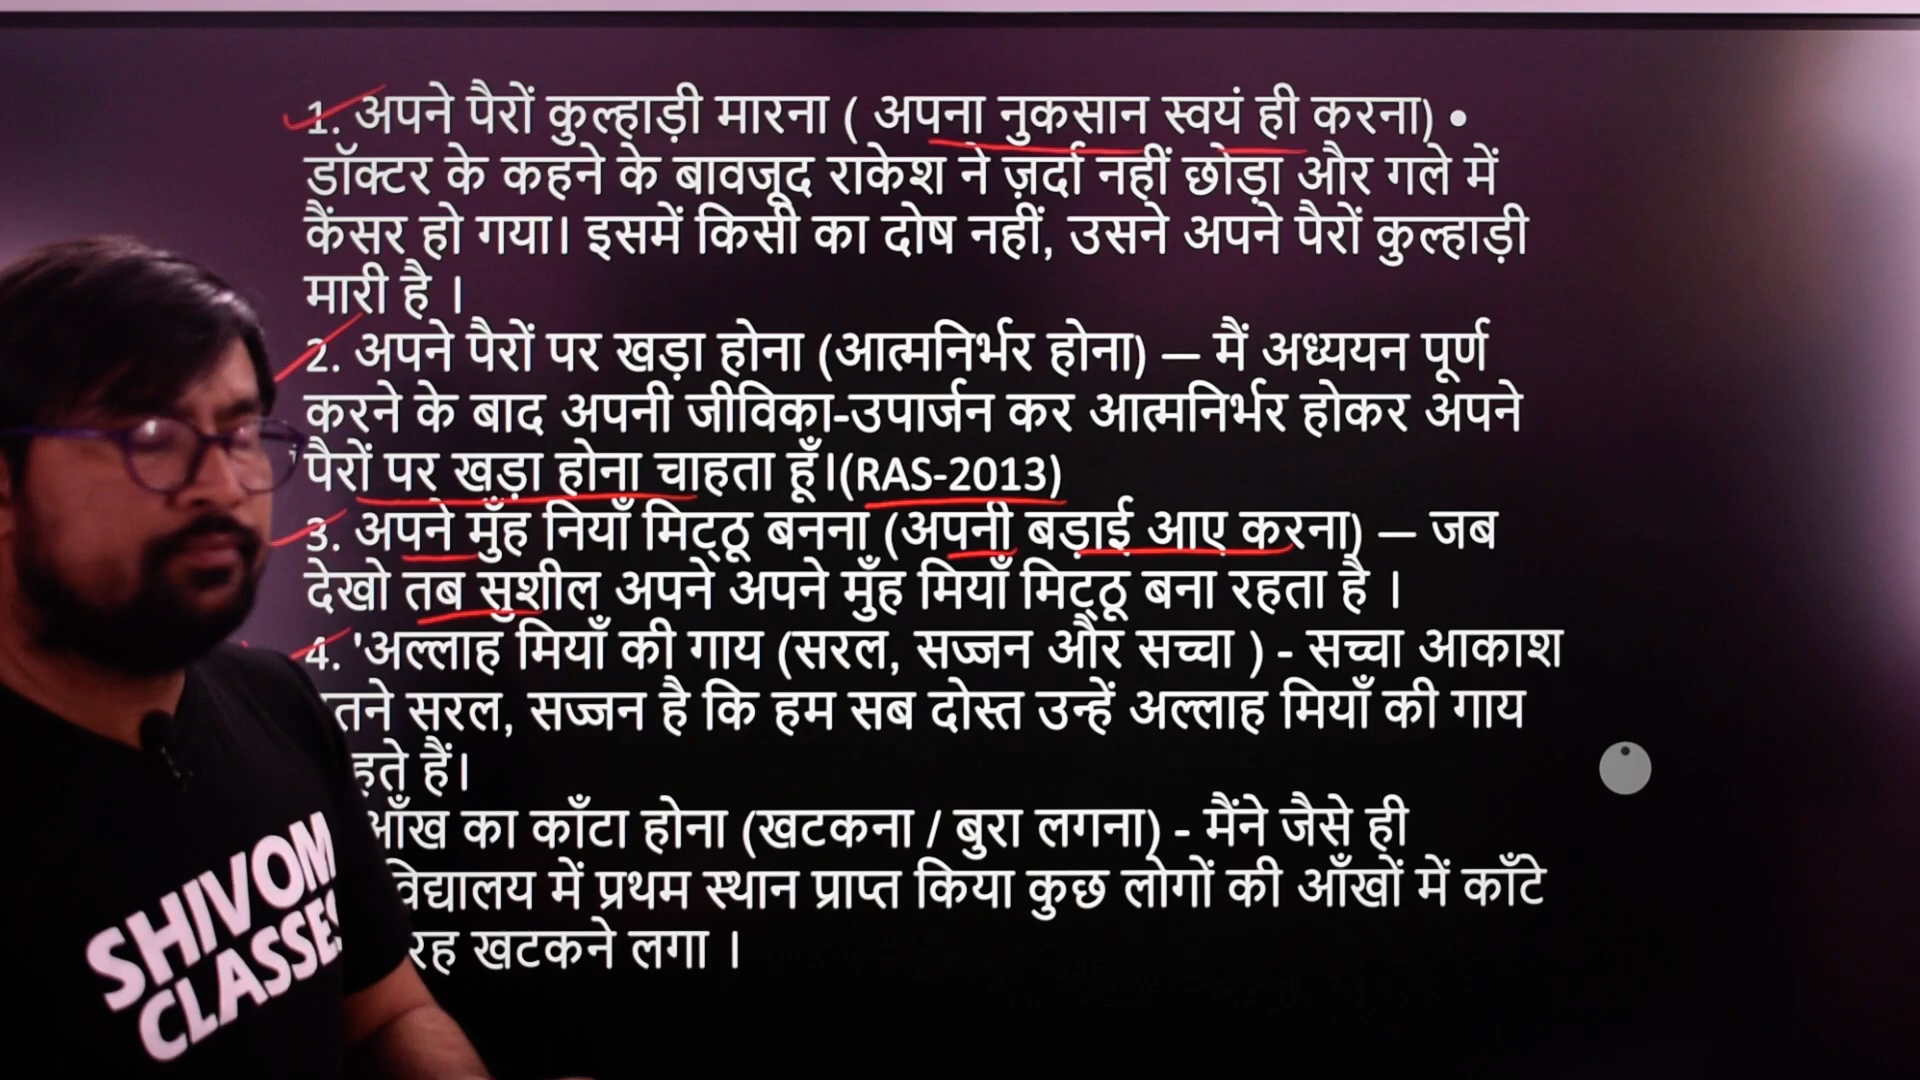 1. अपने पैरों कुल्हाड़ी मारना ( अपना नुकसान स्वयं ही करना) •
डॉक्टर के कहने के बावजूद राकेश ने ज़र्दा नहीं छोड़ा और गले में
कैंसर हो गया। इसमें किसी का दोष नहीं, उसने अपने पैरों कुल्हाड़ी
मारी है ।
2. अपने पैरों पर खड़ा होना (आत्मनिर्भर होना) — मैं अध्ययन पूर्ण
करने के बाद अपनी जीविका-उपार्जन कर आत्मनिर्भर होकर अपने
पैरों पर खड़ा होना चाहता हूँ।(RAS-2013)
3. अपने मुँह नियाँ मिट्ठू बनना (अपनी बड़ाई आए करना) — जब
देखो तब सुशील अपने अपने मुँह मियाँ मिट्ठू बना रहता है ।
4. 'अल्लाह मियाँ की गाय (सरल, सज्जन और सच्चा ) - सच्चा आकाश
तने सरल, सज्जन है कि हम सब दोस्त उन्हें अल्लाह मियाँ की गाय
हते हैं।
आँख का काँटा होना (खटकना / बुरा लगना) - मैंने जैसे ही
विद्यालय में प्रथम स्थान प्राप्त किया कुछ लोगों की आँखों में काँटे
रह खटकने लगा ।
SHIVOM
CLASSES